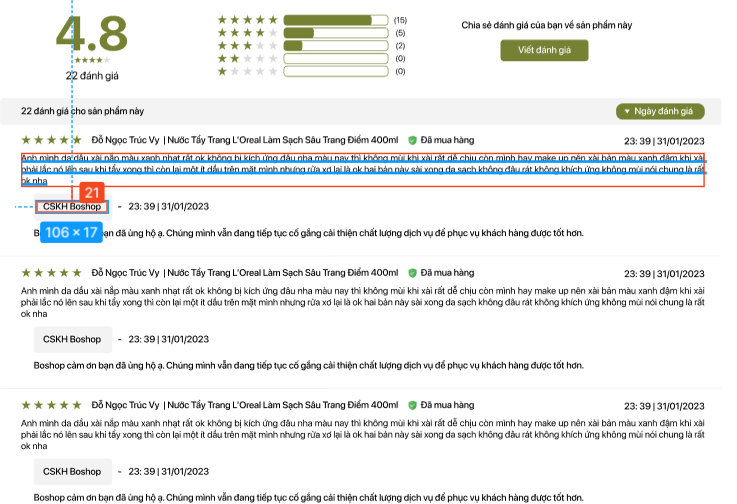 4.8
22 đánh giá
(15)
(5)
(2)
(0)
(0)
Chia sẻ đánh giá của bạn về sản phẩm này
Viết đánh giá
22 đánh giá cho sản phẩm này
Ngày đánh giá
Đỗ Ngọc Trúc Vy | Nước Tẩy Trang L'Oreal Làm Sạch Sâu Trang Điểm 400ml Đã mua hàng 23: 39 | 31/01/2023
Anh mình da dầu xài nắp màu xanh nhạt rất ok không bị kích ứng đâu nha màu nay thì không mùi khi xài rất dễ chịu còn mình hay make up nên xài bản màu xanh đậm khi xài
phải lắc nó lên sau khi tẩy xong thì còn lại một ít dầu trên mặt mình nhưng rửa xơ lại là ok hai bản này sài xong da sạch không đâu rát không khích ứng không mùi nói chung là rất
ok nha
21
CSKH Boshop - 23: 39 | 31/01/2023
106 × 17
bạn đã ủng hộ ạ. Chúng mình vẫn đang tiếp tục cố gắng cải thiện chất lượng dịch vụ để phục vụ khách hàng được tốt hơn.
Đỗ Ngọc Trúc Vy | Nước Tẩy Trang L'Oreal Làm Sạch Sâu Trang Điểm 400ml Đã mua hàng 23: 39 | 31/01/2023
Anh mình da dầu xài nắp màu xanh nhạt rất ok không bị kích ứng đâu nha màu nay thì không mùi khi xài rất dễ chịu còn mình hay make up nên xài bản màu xanh đậm khi xài
phải lắc nó lên sau khi tẩy xong thì còn lại một ít dầu trên mặt mình nhưng rửa xơ lại là ok hai bản này sài xong da sạch không đâu rát không khích ứng không mùi nói chung là rất
ok nha
CSKH Boshop - 23: 39 | 31/01/2023
Boshop cảm ơn bạn đã ủng hộ ạ. Chúng mình vẫn đang tiếp tục cố gắng cải thiện chất lượng dịch vụ để phục vụ khách hàng được tốt hơn.
Đỗ Ngọc Trúc Vy | Nước Tẩy Trang L'Oreal Làm Sạch Sâu Trang Điểm 400ml Đã mua hàng 23: 39 | 31/01/2023
Anh mình da dầu xài nắp màu xanh nhạt rất ok không bị kích ứng đâu nha màu nay thì không mùi khi xài rất dễ chịu còn mình hay make up nên xài bản màu xanh đậm khi xài
phải lắc nó lên sau khi tẩy xong thì còn lại một ít dầu trên mặt mình nhưng rửa xơ lại là ok hai bản này sài xong da sạch không đâu rát không khích ứng không mùi nói chung là rất
ok nha
CSKH Boshop - 23: 39 | 31/01/2023
Boshop cảm ơn bạn đã ủng hộ ạ. Chúng mình vẫn đang tiếp tục cố gắng cải thiện chất lượng dịch vụ để phục vụ khách hàng được tốt hơn.